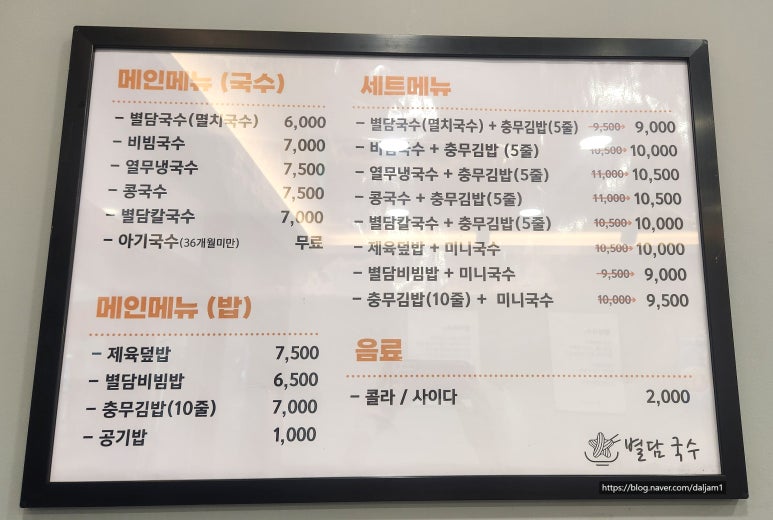 메인메뉴 (국수)
- 별담국수(멸치국수) 6,000
- 비빔국수 7,000
- 열무냉국수 7,500
- 콩국수 7,500
- 별담칼국수 7,000
- 아기국수(36개월미만) 무료
메인메뉴 (밥)
- 제육덮밥 7,500
- 별담비빔밥 6,500
- 충무김밥(10줄) 7,000
- 공기밥 1,000
세트메뉴
- 별담국수(멸치국수) + 충무김밥(5줄) 9,500 9,000
- 비빔국수 + 충무김밥 (5줄) 10,500 10,000
- 열무냉국수 + 충무김밥(5줄) 11,000 10,500
- 콩국수 + 충무김밥(5줄) 11,000 10,500
- 별담칼국수 + 충무김밥(5줄) 10,500 10,000
- 제육덮밥 + 미니국수 10,500 10,000
- 별담비빔밥 + 미니국수 9,500 9,000
- 충무김밥(10줄) + 미니국수 10,000 9,500
음료
- 콜라 / 사이다 2,000
별담국수
https://blog.naver.com/daljam1